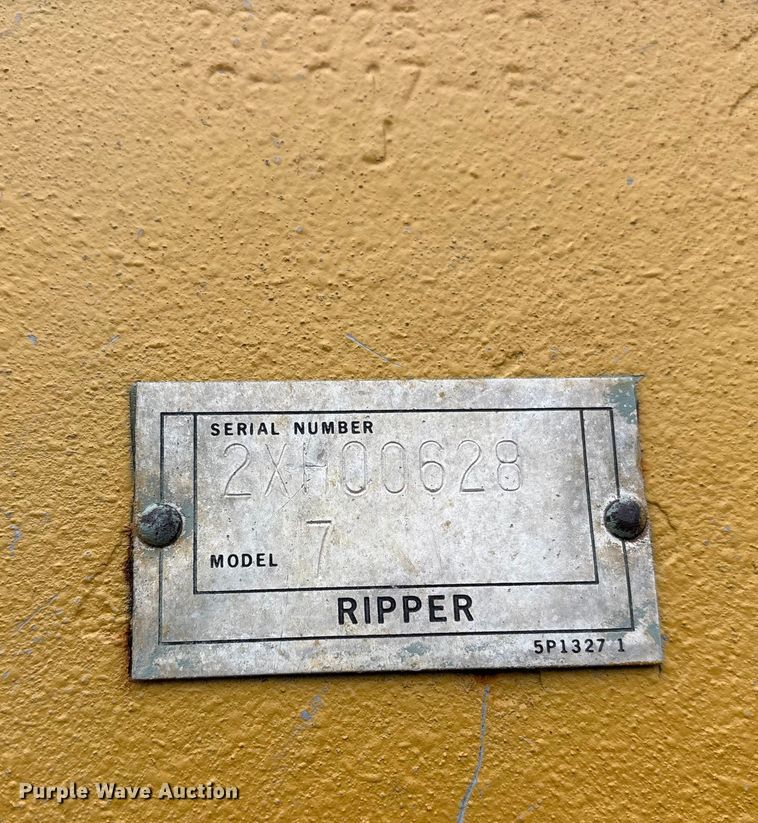 SERIAL NUMBER
2XH00628
MODEL 7
RIPPER
5P1327 1
Purple Wave Auction